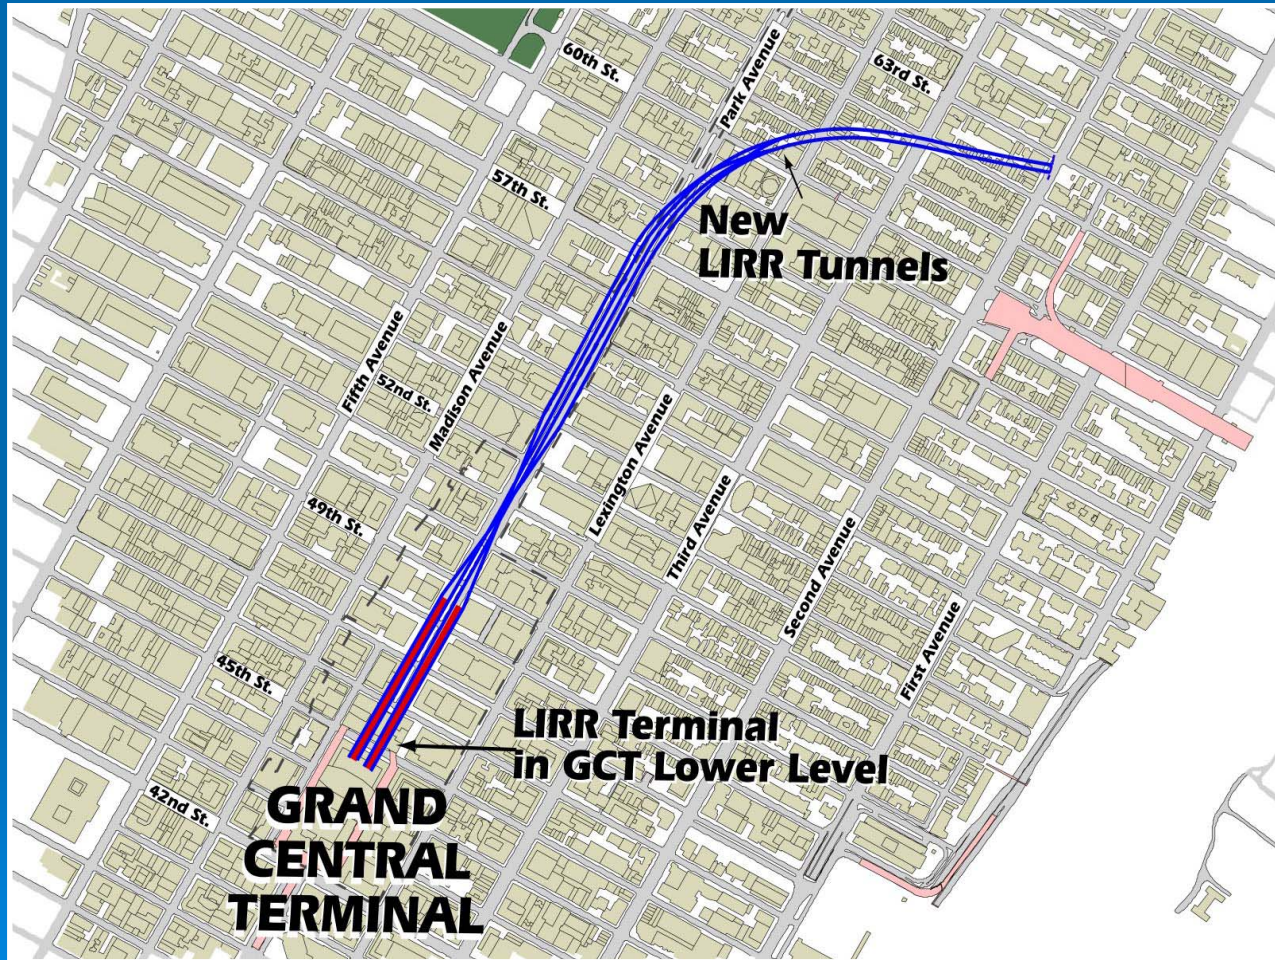 60th St.
63rd St.
Park Avenue
57th St.
New
LIRR Tunnels
Fifth Avenue
Madison Avenue
52nd St.
Lexington Avenue
49th St.
Third Avenue
Second Avenue
First Avenue
45th St.
LIRR Terminal
in GCT Lower Level
42nd St.
GRAND
CENTRAL
TERMINAL